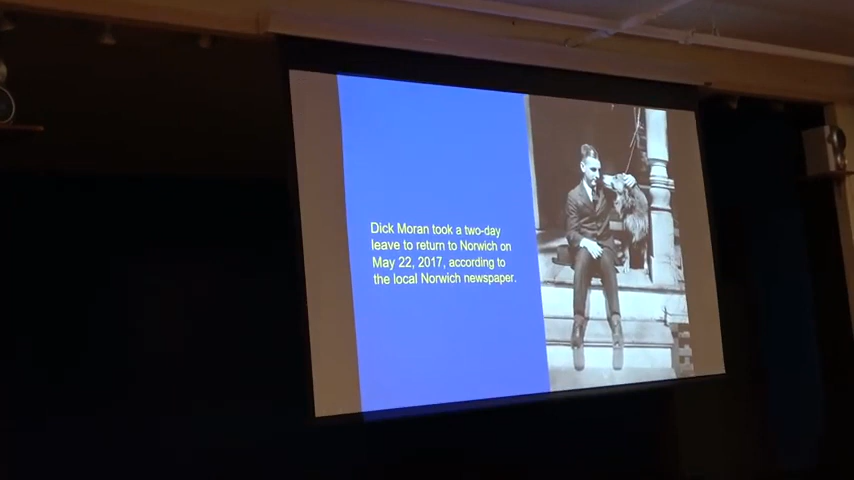 Dick Moran took a two-day
leave to return to Norwich on
May 22, 2017, according to
the local Norwich newspaper.